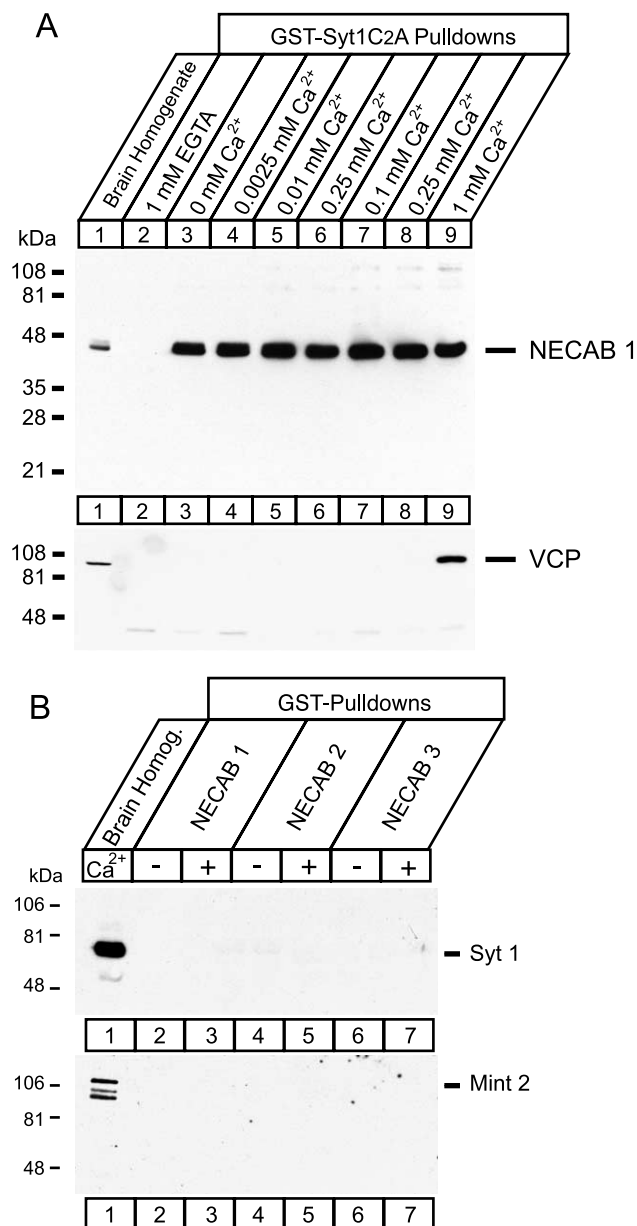 A
GST-Syt1C2A Pulldowns
Brain Homogenate
1 mM EGTA
0 mM Ca2+
0.0025 mM Ca2+
0.01 mM Ca2+
0.25 mM Ca2+
0.1 mM Ca2+
0.25 mM Ca2+
1 mM Ca2+
kDa
1 2 3 4 5 6 7 8 9
108
81
48
35
28
21
NECAB 1
1 2 3 4 5 6 7 8 9
108
81
48
VCP
B
GST-Pulldowns
Brain Homog.
NECAB 1
NECAB 2
NECAB 3
kDa
Ca2+ - + - + - +
106
81
48
Syt 1
1 2 3 4 5 6 7
106
81
48
Mint 2
1 2 3 4 5 6 7